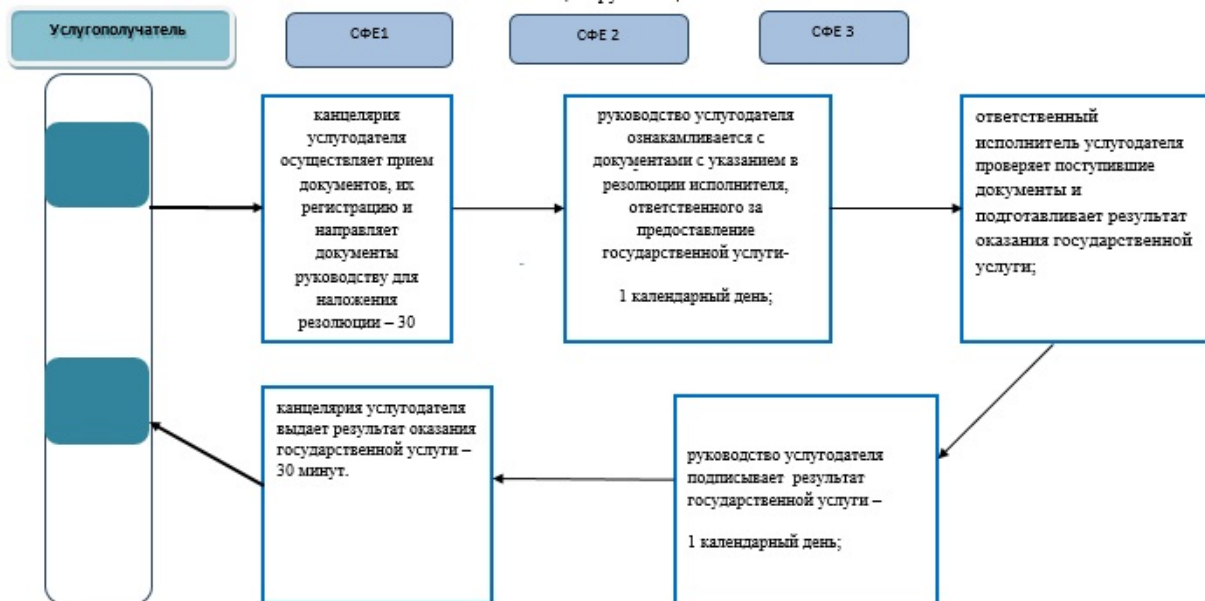 Услугополучатель
СФЕ1
СФЕ 2
СФЕ 3
канцелярия
услугодателя
осуществляет прием
документов, их
регистрацию и
направляет
документы
руководству для
наложения
резолюции – 30
руководство услугодателя
ознакамливается с
документами с указанием в
резолюции исполнителя,
ответственного за
предоставление
государственной услуги-
1 календарный день;
ответственный
исполнитель услугодателя
проверяет поступившие
документы и
подготавливает результат
оказания государственной
услуги;
канцелярия услугодателя
выдает результат оказания
государственной услуги –
30 минут.
руководство услугодателя
подписывает результат
государственной услуги –
1 календарный день;